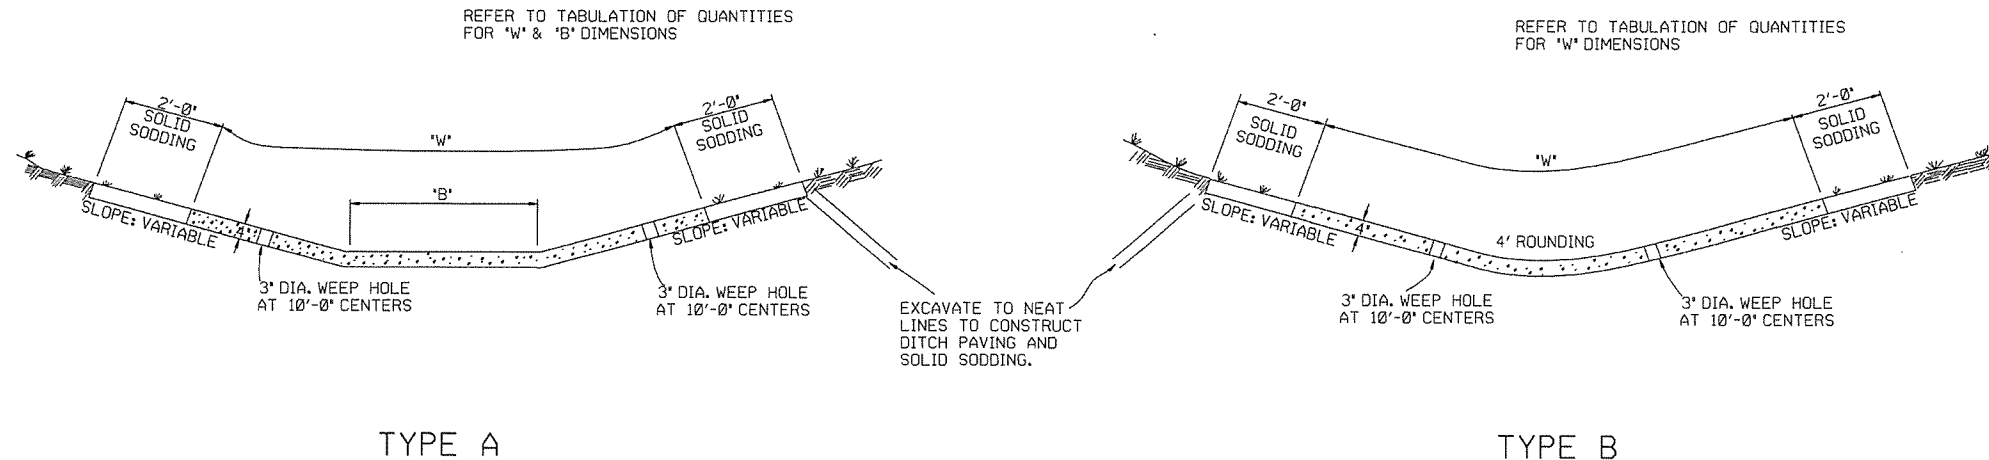 REFER TO TABULATION OF QUANTITIES
FOR "W" & "B" DIMENSIONS
2'-0"
SOLID
SODDING
"W"
2'-0"
SOLID
SODDING
"B"
SLOPE: VARIABLE
4"
SLOPE: VARIABLE
3" DIA. WEEP HOLE
AT 10'-0" CENTERS
3" DIA. WEEP HOLE
AT 10'-0" CENTERS
EXCAVATE TO NEAT
LINES TO CONSTRUCT
DITCH PAVING AND
SOLID SODDING.
TYPE A
REFER TO TABULATION OF QUANTITIES
FOR "W" DIMENSIONS
2'-0"
SOLID
SODDING
"W"
2'-0"
SOLID
SODDING
SLOPE: VARIABLE
4"
4' ROUNDING
SLOPE: VARIABLE
3" DIA. WEEP HOLE
AT 10'-0" CENTERS
3" DIA. WEEP HOLE
AT 10'-0" CENTERS
TYPE B